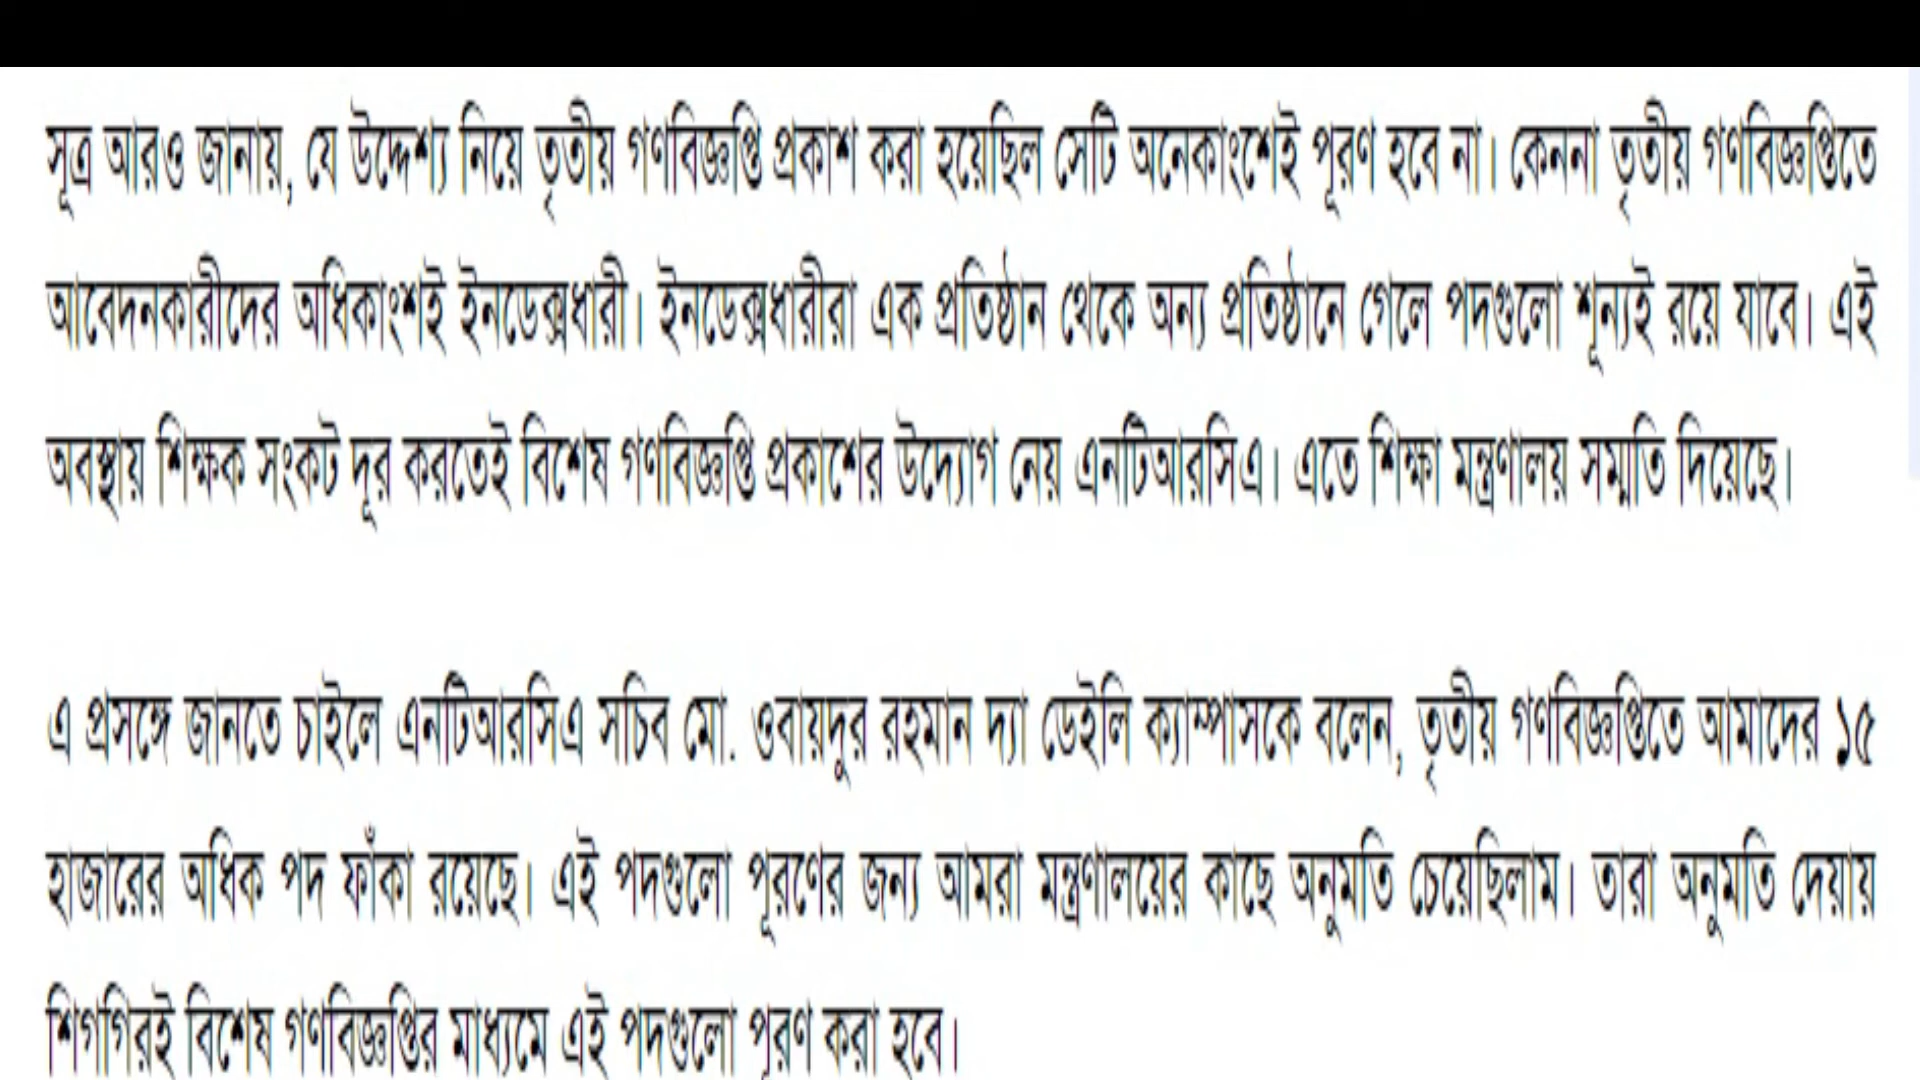 সূত্র আরও জানায়, যে উদ্দেশ্য নিয়ে তৃতীয় গণবিজ্ঞপ্তি প্রকাশ করা হয়েছিল সেটি অনেকাংশেই পূরণ হবে না। কেননা তৃতীয় গণবিজ্ঞপ্তিতে
আবেদনকারীদের অধিকাংশই ইনডেক্সধারী। ইনডেক্সধারীরা এক প্রতিষ্ঠান থেকে অন্য প্রতিষ্ঠানে গেলে পদগুলো শূন্যই রয়ে যাবে। এই
অবস্থায় শিক্ষক সংকট দূর করতেই বিশেষ গণবিজ্ঞপ্তি প্রকাশের উদ্যোগ নেয় এনটিআরসিএ। এতে শিক্ষা মন্ত্রণালয় সম্মতি দিয়েছে।
এ প্রসঙ্গে জানতে চাইলে এনটিআরসিএ সচিব মো. ওবায়দুর রহমান দ্যা ডেইলি ক্যাম্পাসকে বলেন, তৃতীয় গণবিজ্ঞপ্তিতে আমাদের ১৫
হাজারের অধিক পদ ফাঁকা রয়েছে। এই পদগুলো পূরণের জন্য আমরা মন্ত্রণালয়ের কাছে অনুমতি চেয়েছিলাম। তারা অনুমতি দেয়ায়
শিগগিরই বিশেষ গণবিজ্ঞপ্তির মাধ্যমে এই পদগুলো পূরণ করা হবে।